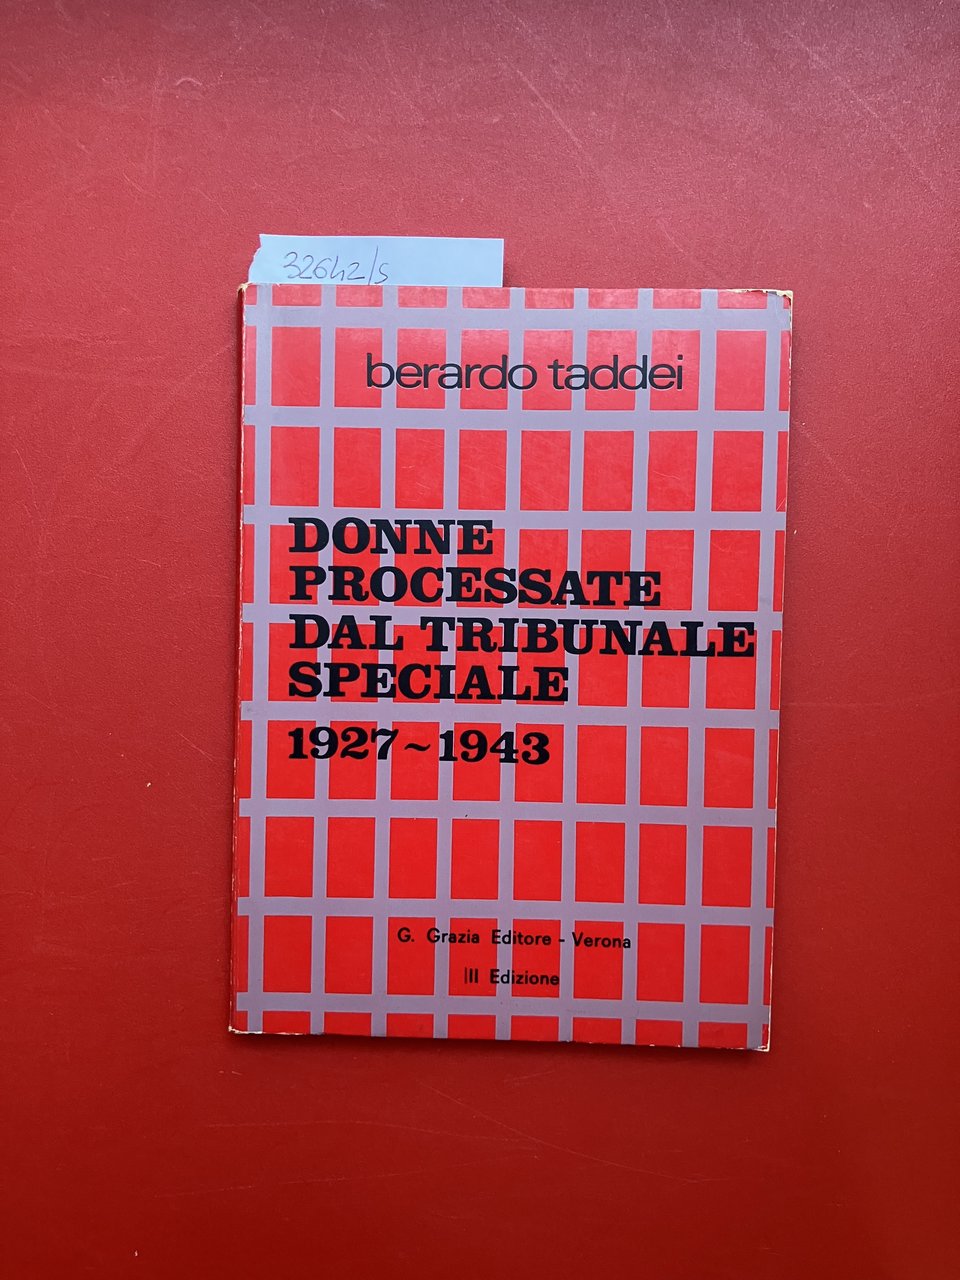 32642/s
berardo taddei
DONNE
PROCESSATE
DAL TRIBUNALE
SPECIALE
1927~1943
G. Grazia Editore - Verona
III Edizione